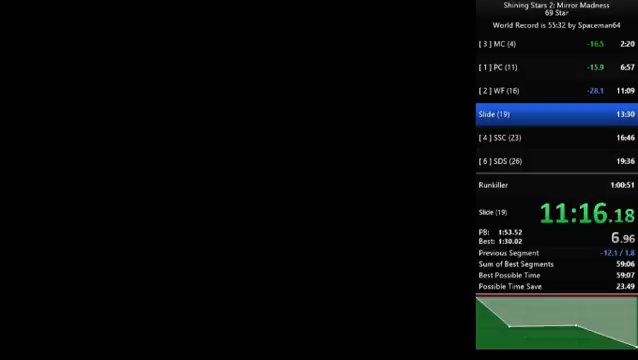 Shining Stars 2: Mirror Madness
69 Star
World Record is 55:32 by Spaceman64
[ 3 ] MC (4) -16.5 2:20
[ 1 ] PC (11) -15.9 6:57
[ 2 ] WF (16) -28.1 11:09
Slide (19) 13:30
[ 4 ] SSC (23) 16:46
[ 6 ] SDS (26) 19:36
Runkiller 1:00:51
Slide (19) 11:16.18
PB: 1:53.52
Best: 1:30.02 6.96
Previous Segment -12.1 / 1.8
Sum of Best Segments 59:06
Best Possible Time 59:07
Possible Time Save 23.49